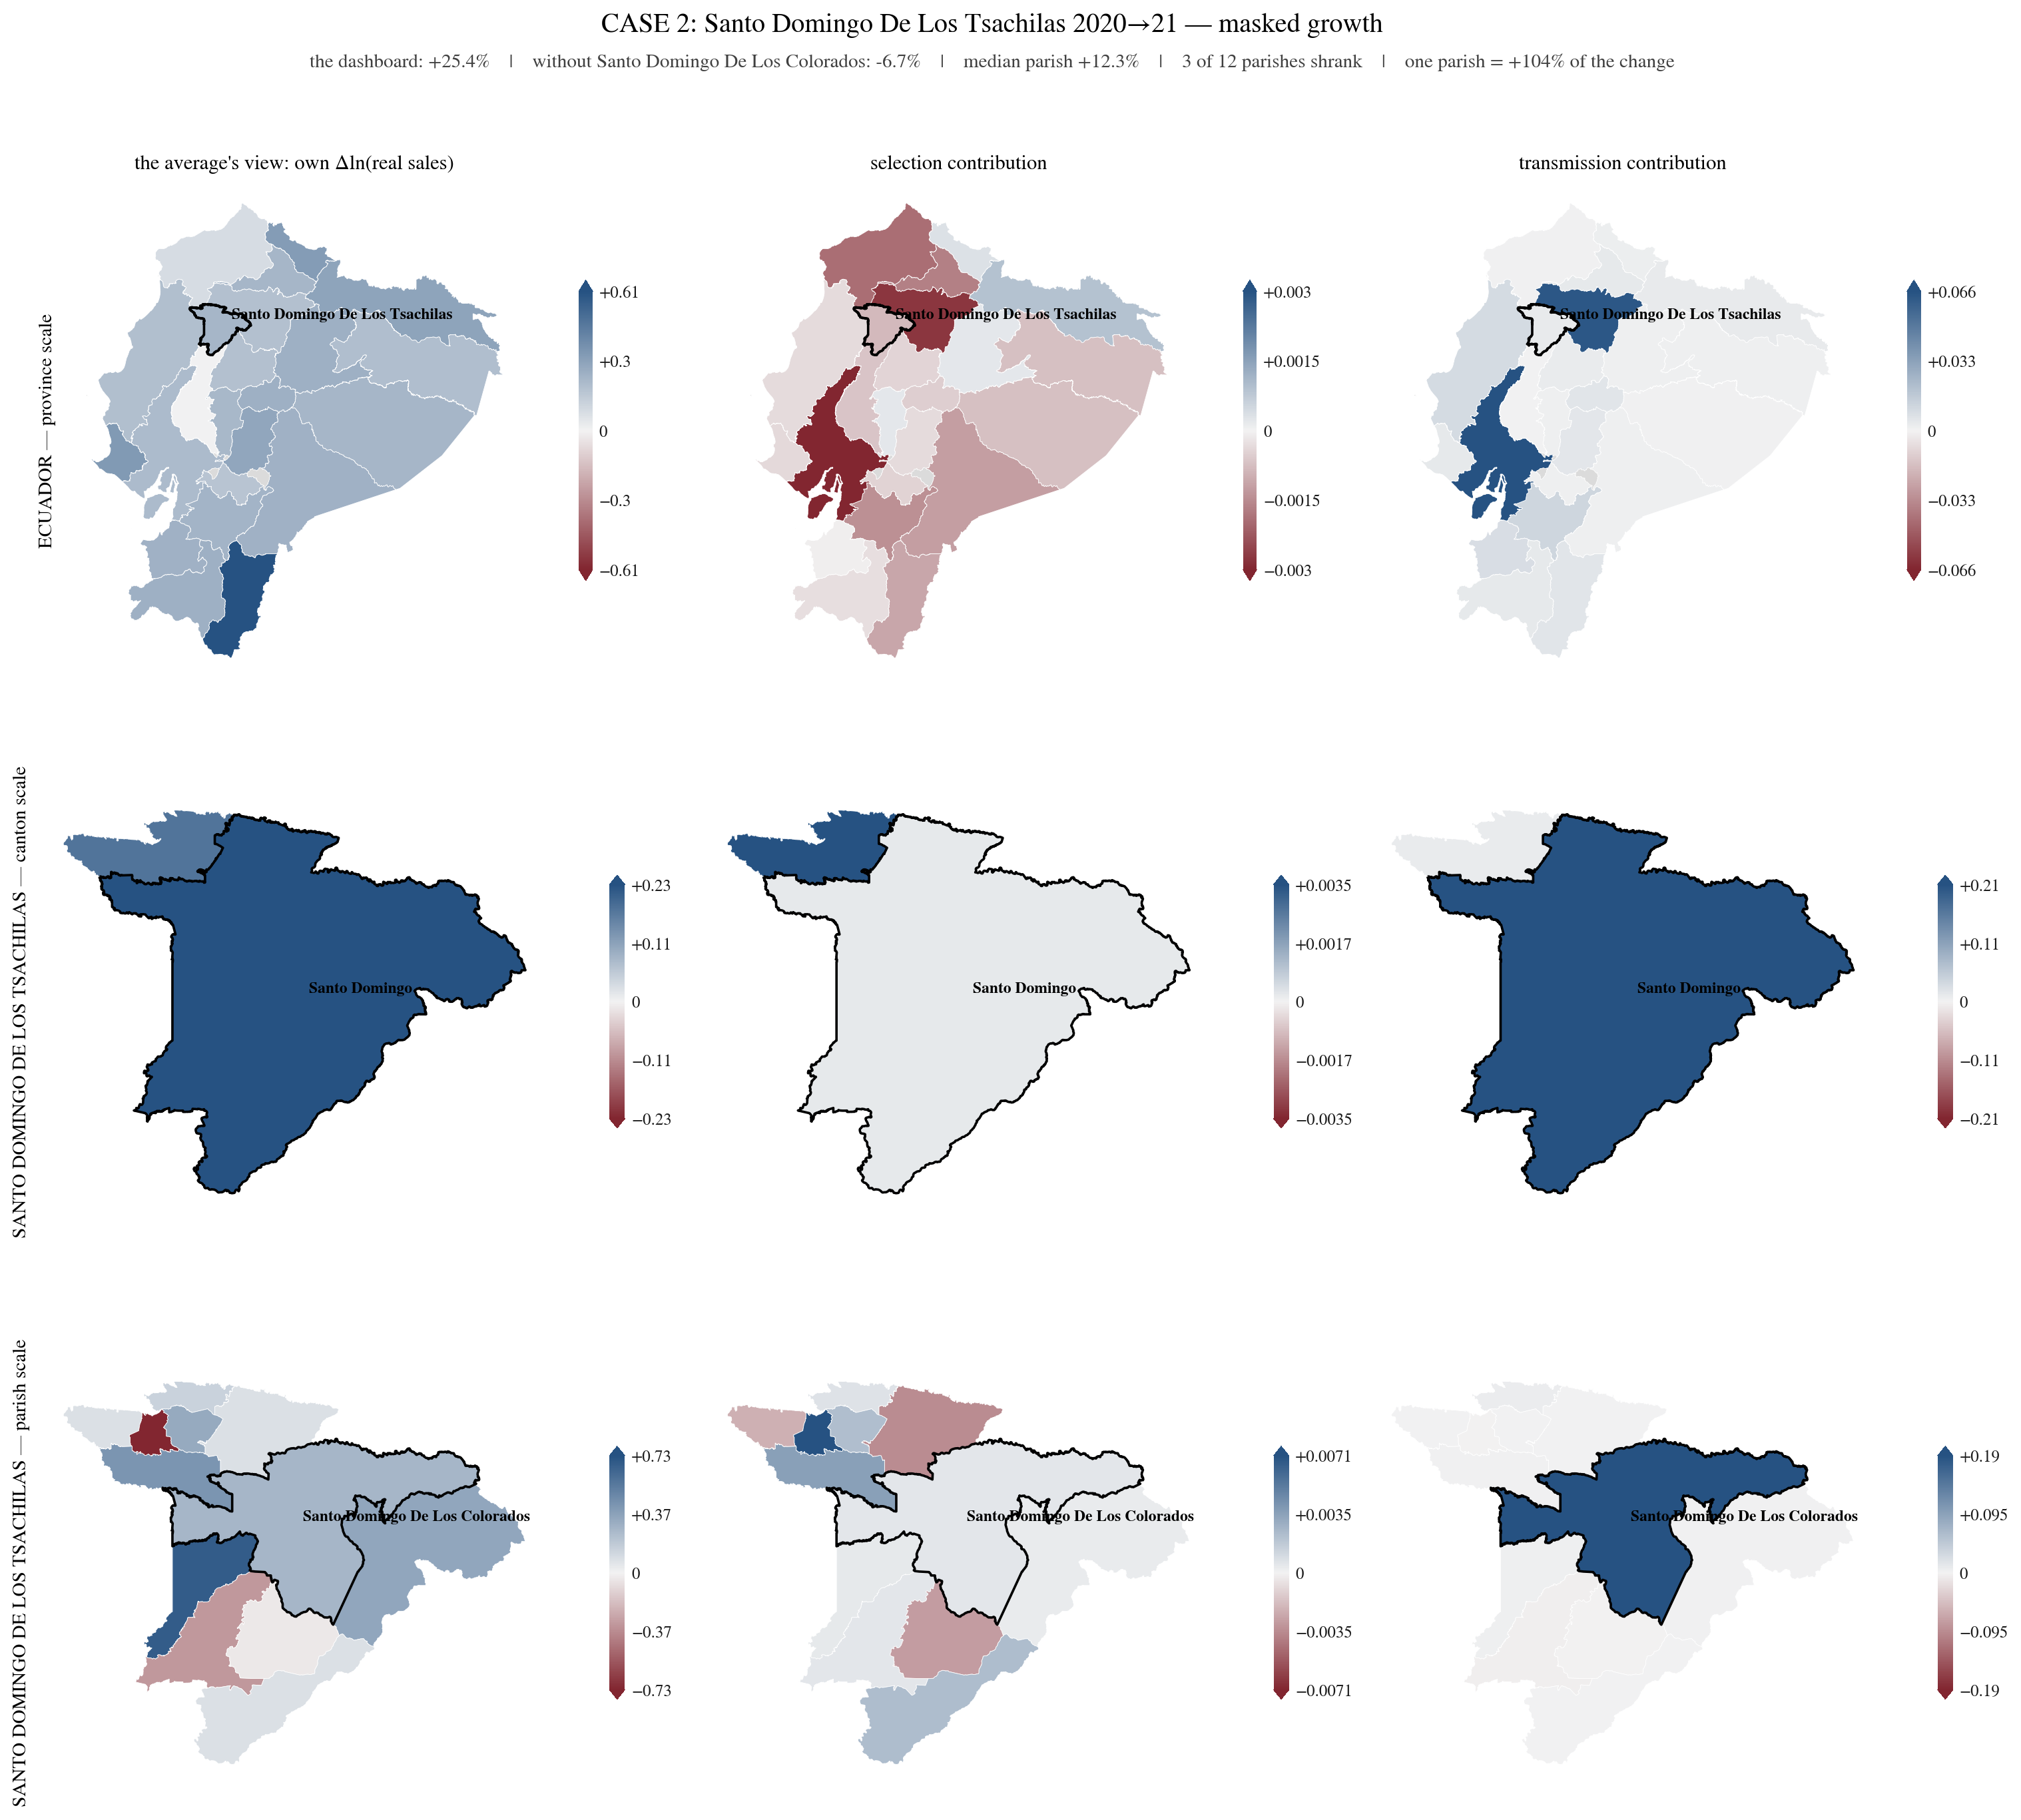 CASE 2: Santo Domingo De Los Tsachilas 2020→21 — masked growth
the dashboard: +25.4% | without Santo Domingo De Los Colorados: -6.7% | median parish +12.3% | 3 of 12 parishes shrank | one parish = +104% of the change
the average's view: own Δln(real sales)
selection contribution
transmission contribution
ECUADOR — province scale
Santo Domingo De Los Tsachilas
+0.61
+0.3
0
−0.3
−0.61
Santo Domingo De Los Tsachilas
+0.003
+0.0015
0
−0.0015
−0.003
Santo Domingo De Los Tsachilas
+0.066
+0.033
0
−0.033
−0.066
SANTO DOMINGO DE LOS TSACHILAS — canton scale
Santo Domingo
+0.23
+0.11
0
−0.11
−0.23
Santo Domingo
+0.0035
+0.0017
0
−0.0017
−0.0035
Santo Domingo
+0.21
+0.11
0
−0.11
−0.21
SANTO DOMINGO DE LOS TSACHILAS — parish scale
Santo Domingo De Los Colorados
+0.73
+0.37
0
−0.37
−0.73
Santo Domingo De Los Colorados
+0.0071
+0.0035
0
−0.0035
−0.0071
Santo Domingo De Los Colorados
+0.19
+0.095
0
−0.095
−0.19